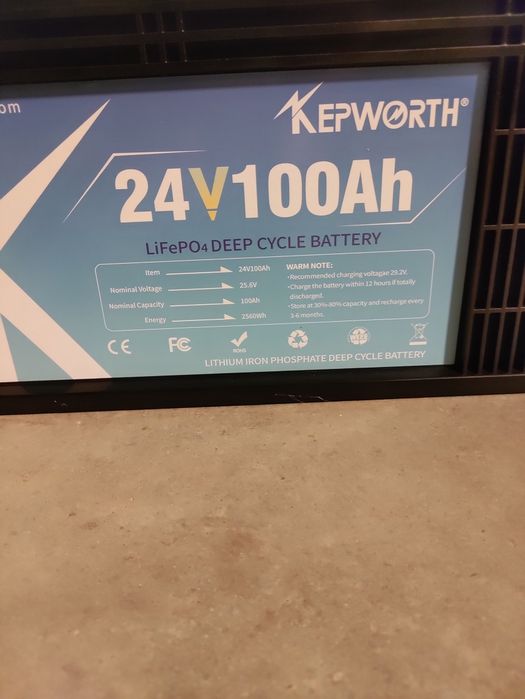 om
KEPWORTH®
24V100Ah
LiFePO4 DEEP CYCLE BATTERY
Item 24V100Ah
Nominal Voltage 25.6V
Nominal Capacity 100Ah
Energy 2560Wh
WARM NOTE:
•Recommended charging voltagae 29.2V.
•Charge the battery within 12 hours if totally
discharged.
•Store at 30%-80% capacity and recharge every
3-6 months.
CE FC ROHS WEEE
LITHIUM IRON PHOSPHATE DEEP CYCLE BATTERY